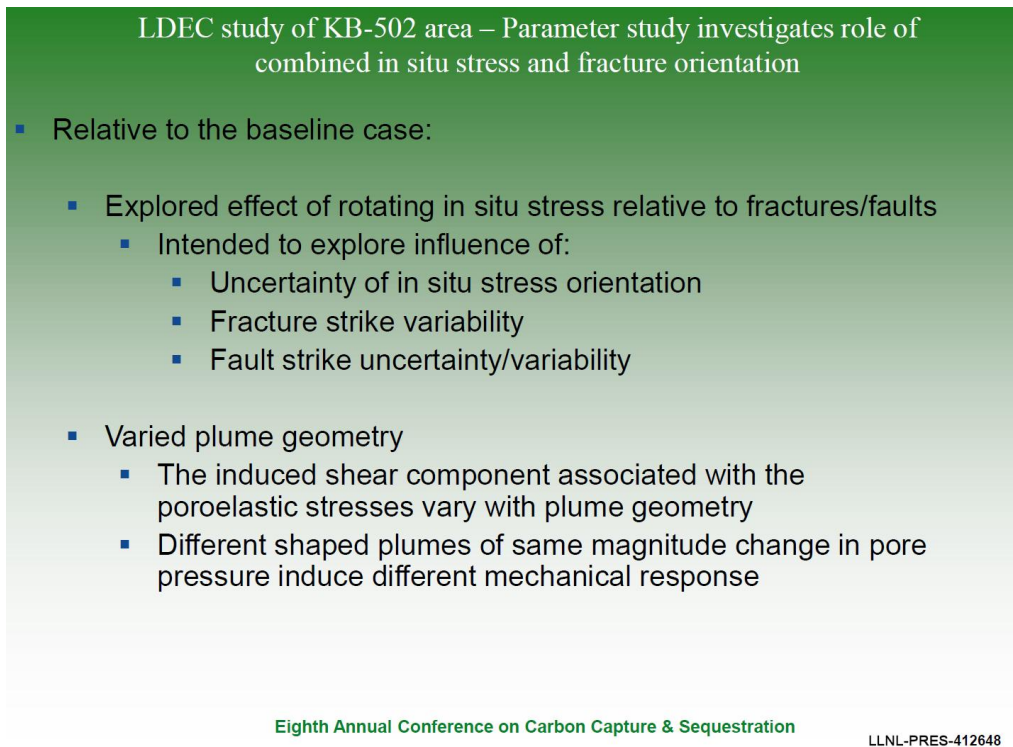 LDEC study of KB-502 area – Parameter study investigates role of
combined in situ stress and fracture orientation
▪ Relative to the baseline case:
▪ Explored effect of rotating in situ stress relative to fractures/faults
▪ Intended to explore influence of:
▪ Uncertainty of in situ stress orientation
▪ Fracture strike variability
▪ Fault strike uncertainty/variability
▪ Varied plume geometry
▪ The induced shear component associated with the
poroelastic stresses vary with plume geometry
▪ Different shaped plumes of same magnitude change in pore
pressure induce different mechanical response
Eighth Annual Conference on Carbon Capture & Sequestration
LLNL-PRES-412648